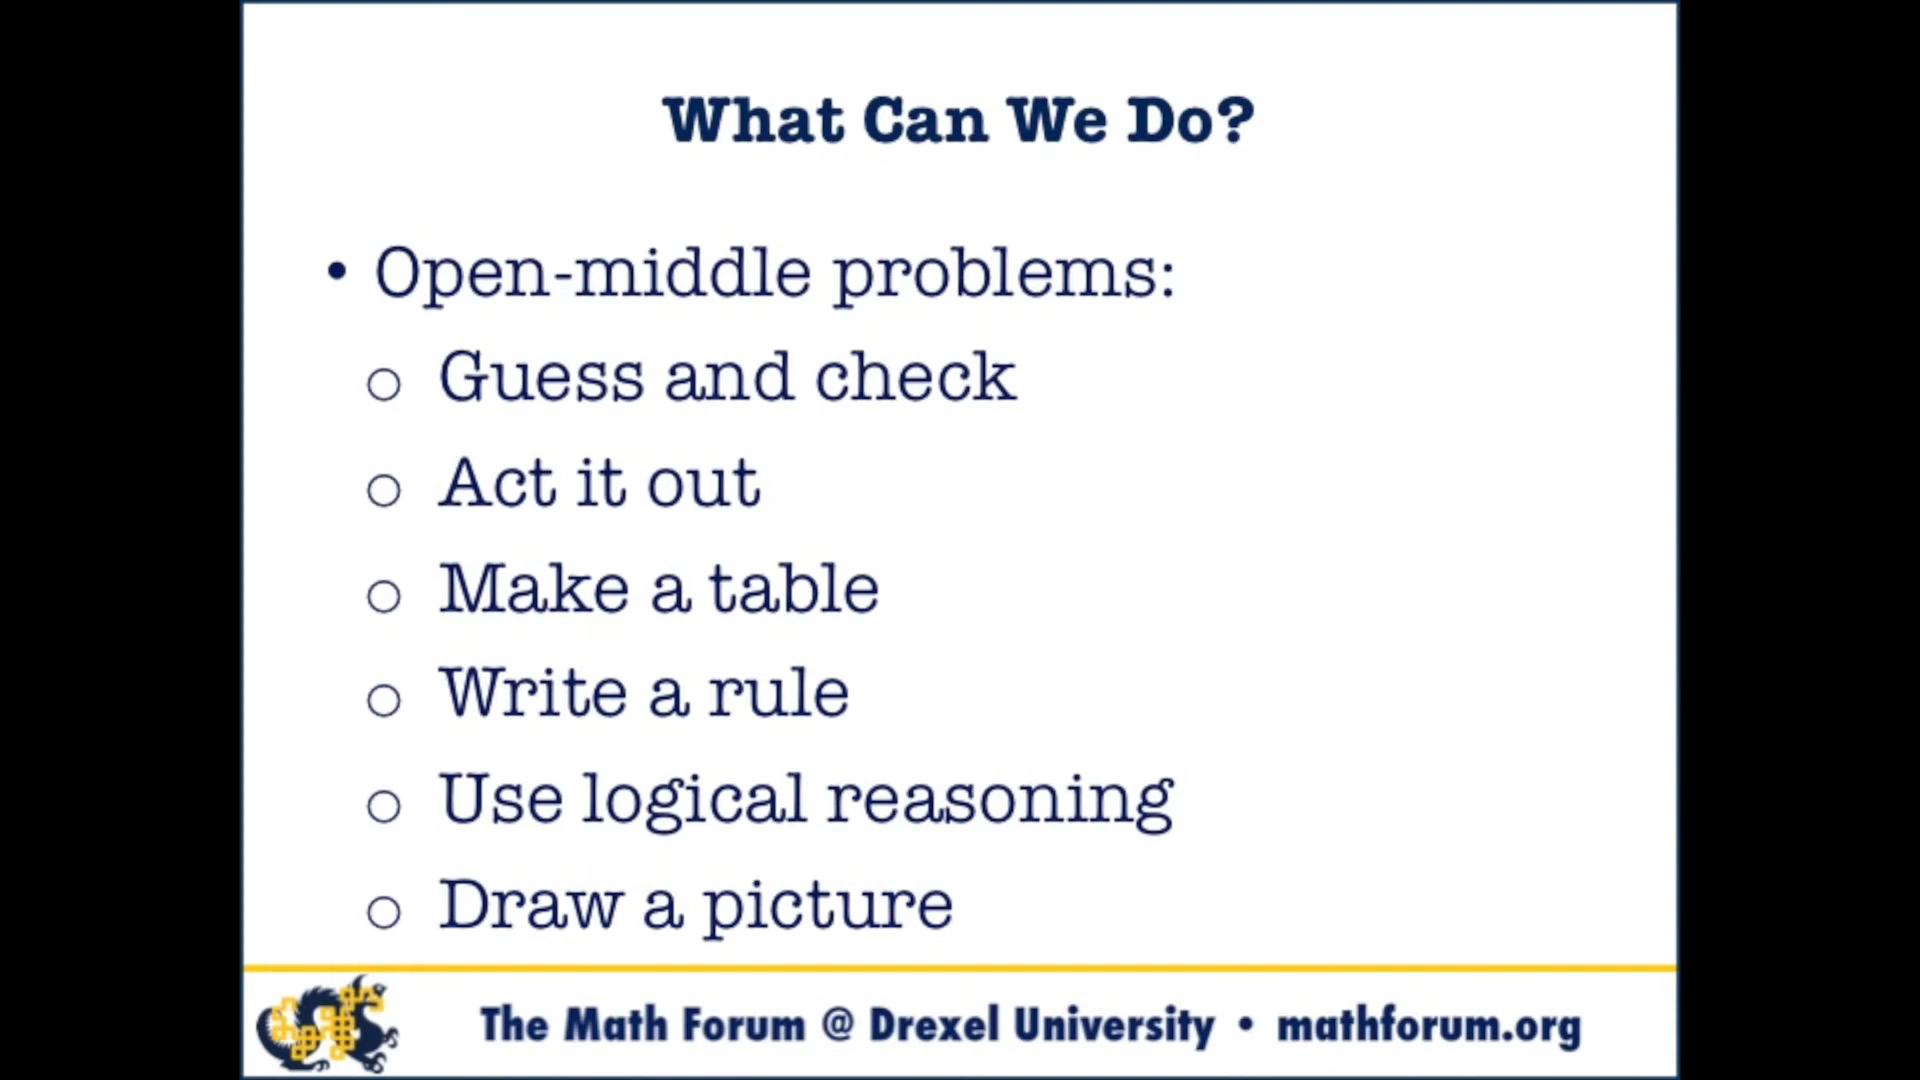 What Can We Do?
• Open-middle problems:
○ Guess and check
○ Act it out
○ Make a table
○ Write a rule
○ Use logical reasoning
○ Draw a picture
The Math Forum @ Drexel University • mathforum.org